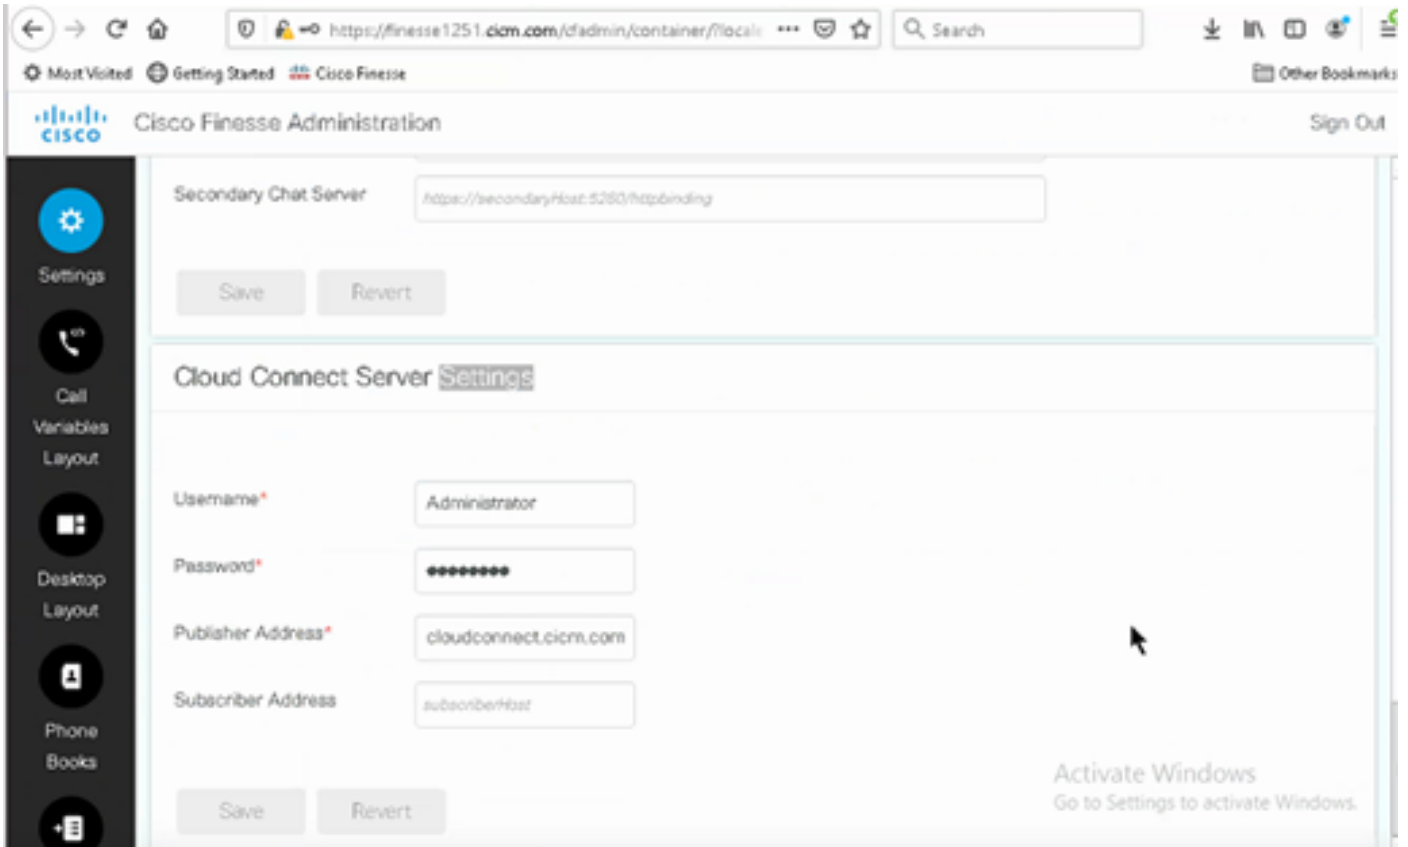 https://finesse1251.cicm.com/cfadmin/container/?locale
Search
Most Visited
Getting Started
Cisco Finesse
Other Bookmarks
CISCO
Cisco Finesse Administration
Sign Out
Settings
Call
Variables
Layout
Desktop
Layout
Phone
Books
Secondary Chat Server
https://secondaryHost:5280/httpbinding
Save
Revert
Cloud Connect Server Settings
Username*
Administrator
Password*
Publisher Address*
cloudconnect.cicm.com
Subscriber Address
subscriberHost
Save
Revert
Activate Windows
Go to Settings to activate Windows.